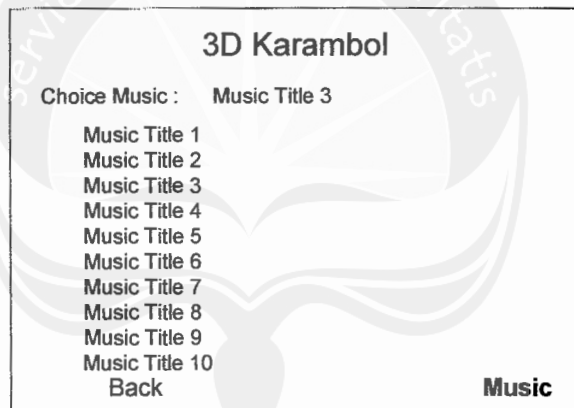 3D Karambol
Choice Music : Music Title 3
Music Title 1
Music Title 2
Music Title 3
Music Title 4
Music Title 5
Music Title 6
Music Title 7
Music Title 8
Music Title 9
Music Title 10
Back Music